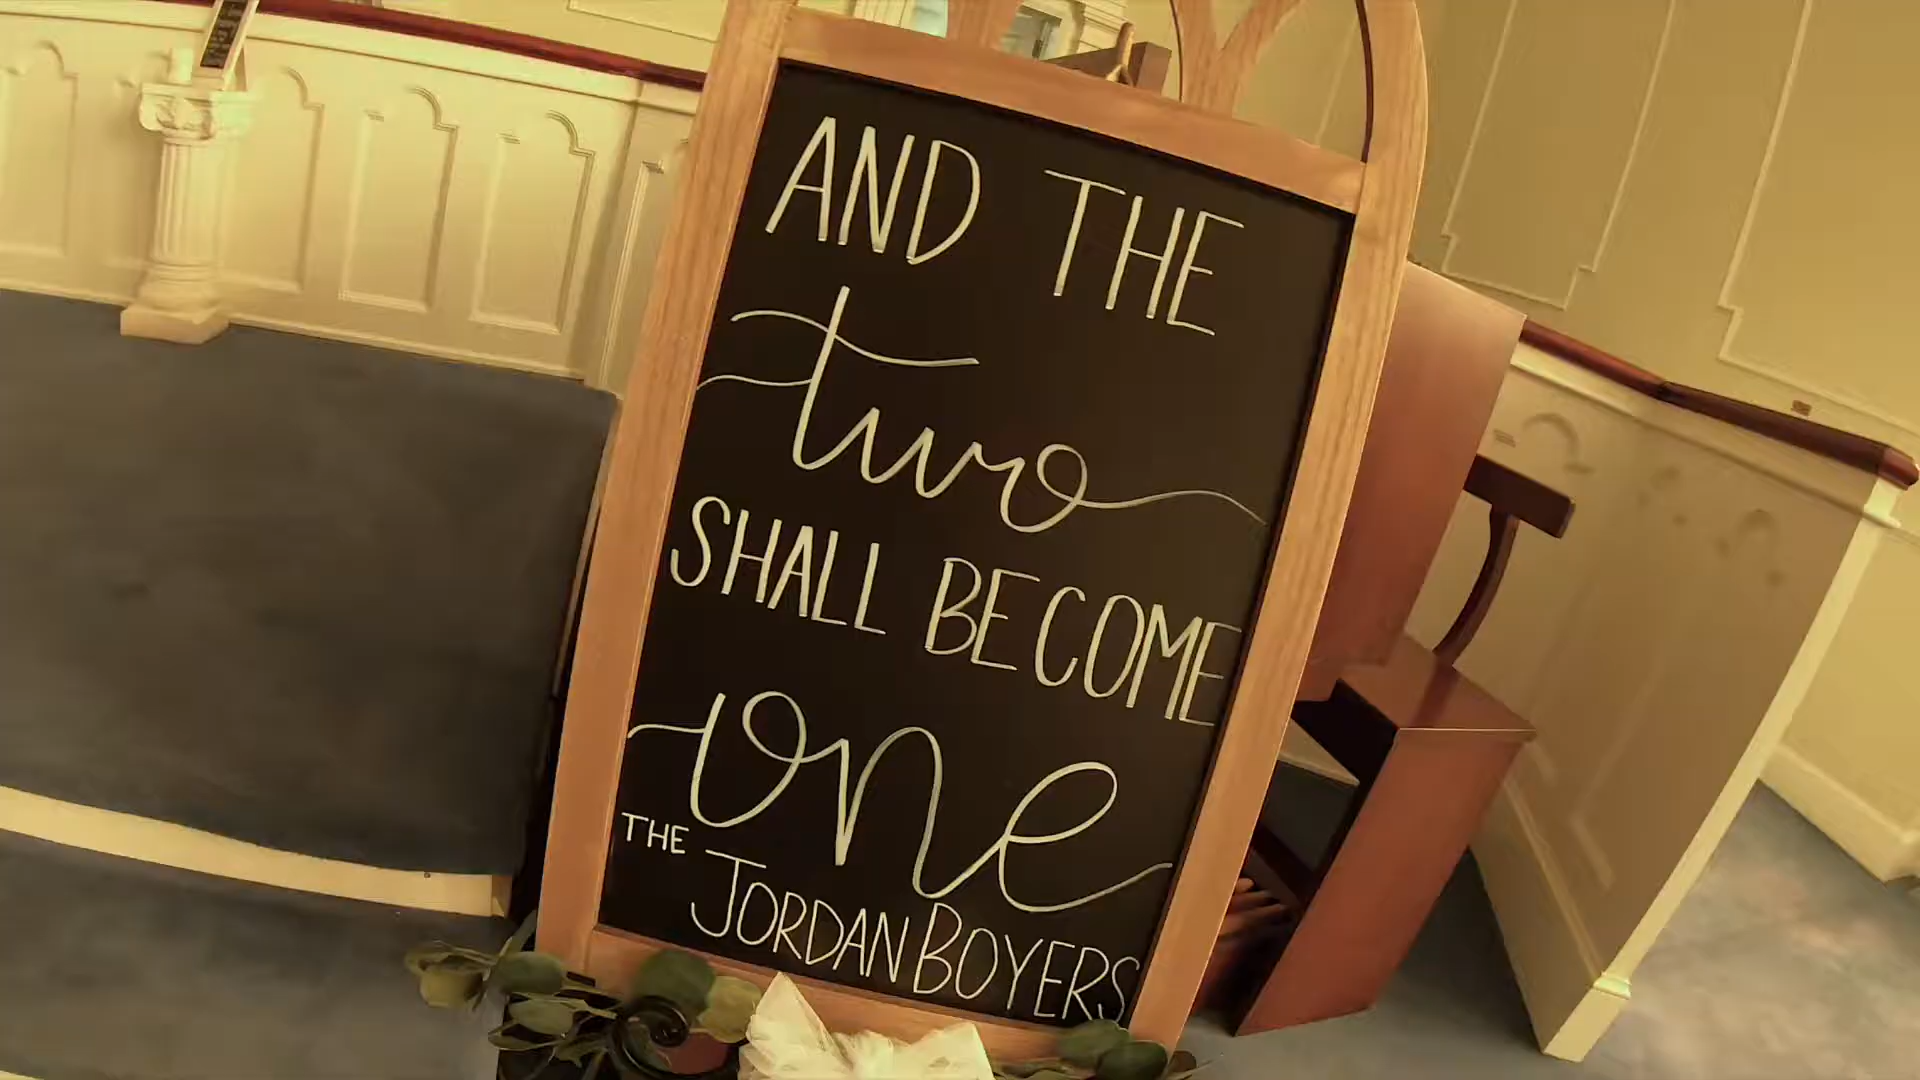 AND THE
two
SHALL BECOME
one
THE
JORDAN BOYERS